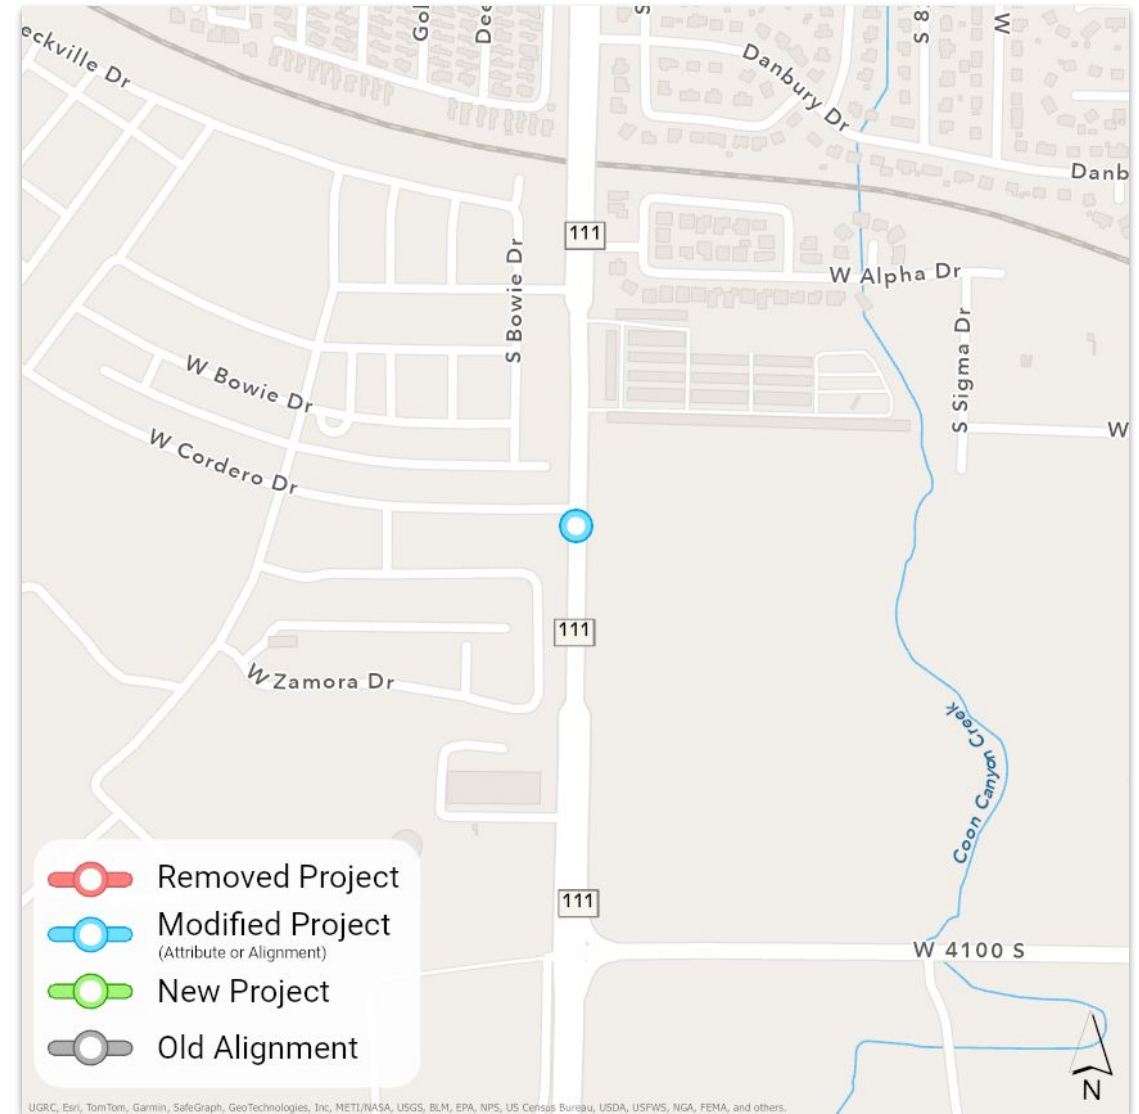 eckville Dr
Gol
Dee
S
Danbury Dr
S 8
W
Danb
111
W Alpha Dr
S Bowie Dr
S Sigma Dr
W Bowie Dr
W
W Cordero Dr
111
W Zamora Dr
Coon Canyon Creek
111
W 4100 S
Removed Project
Modified Project
(Attribute or Alignment)
New Project
Old Alignment
N
UGRC, Esri, TomTom, Garmin, SafeGraph, GeoTechnologies, Inc, METI/NASA, USGS, BLM, EPA, NPS, US Census Bureau, USDA, USFWS, NGA, FEMA, and others.